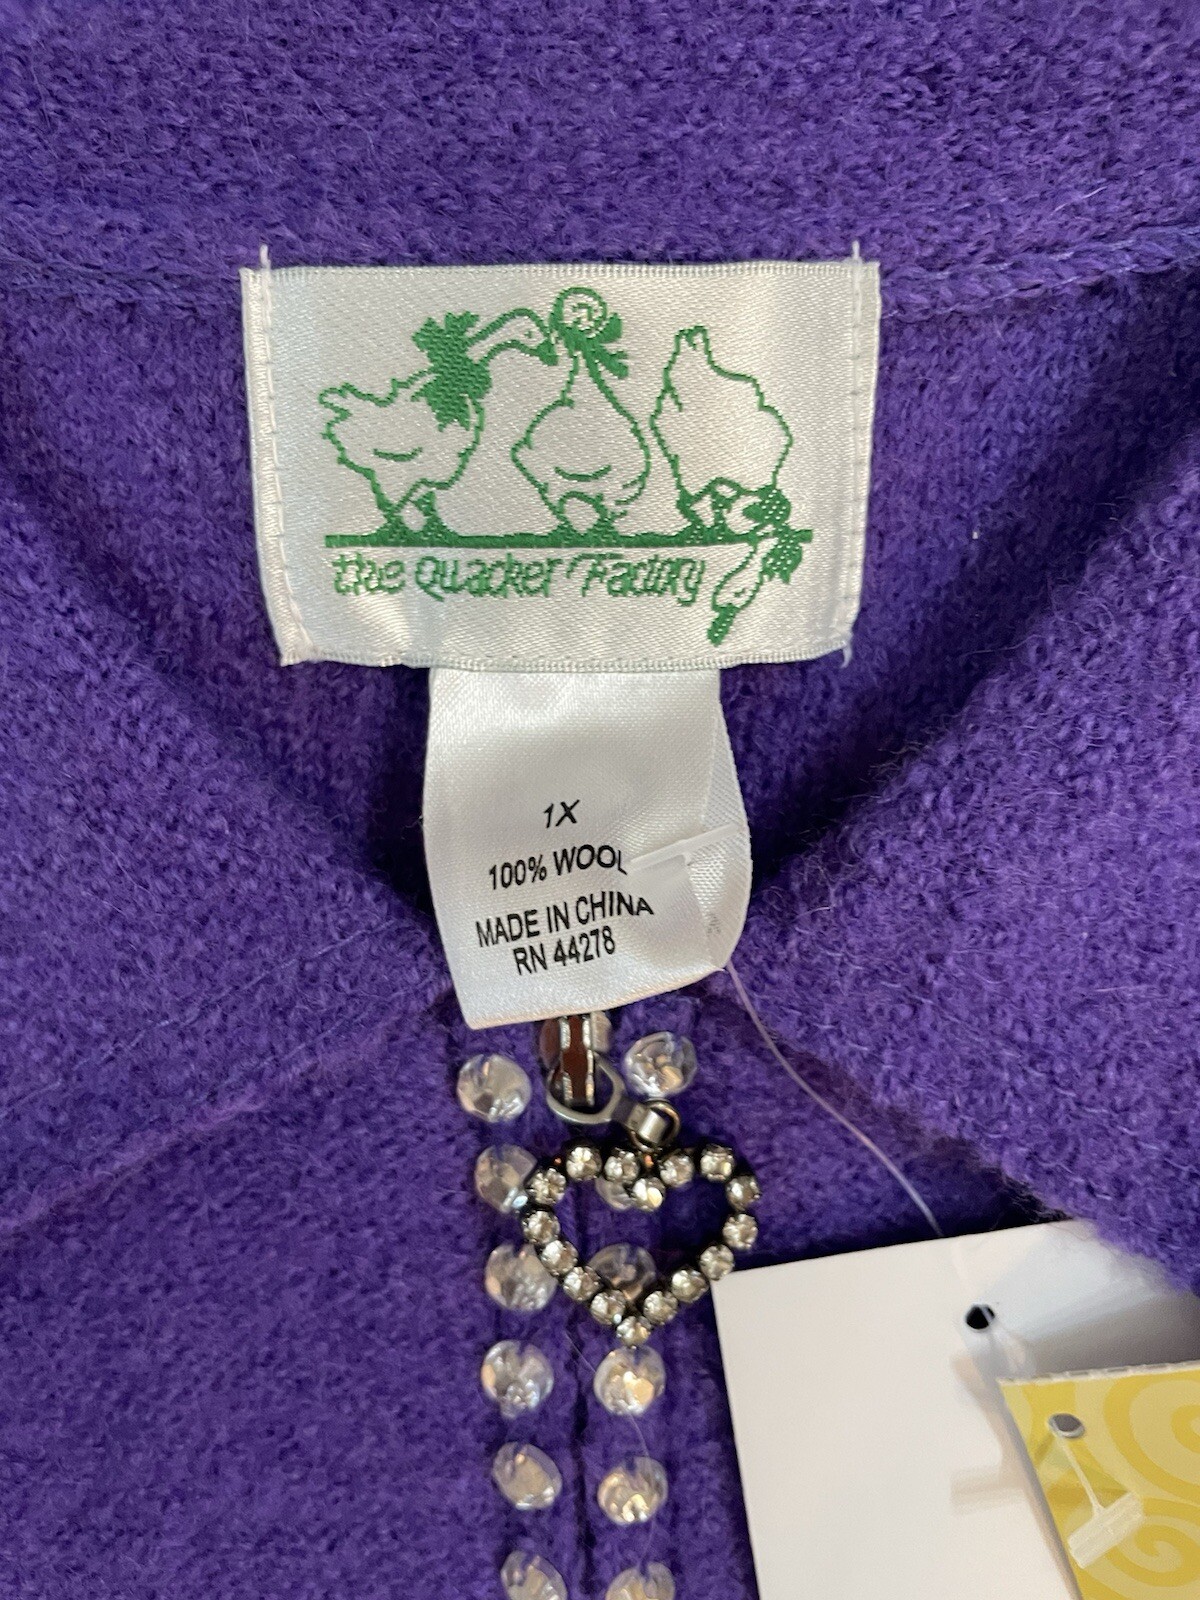 the Quacker Factory
1X
100% WOOL
MADE IN CHINA
RN 44278